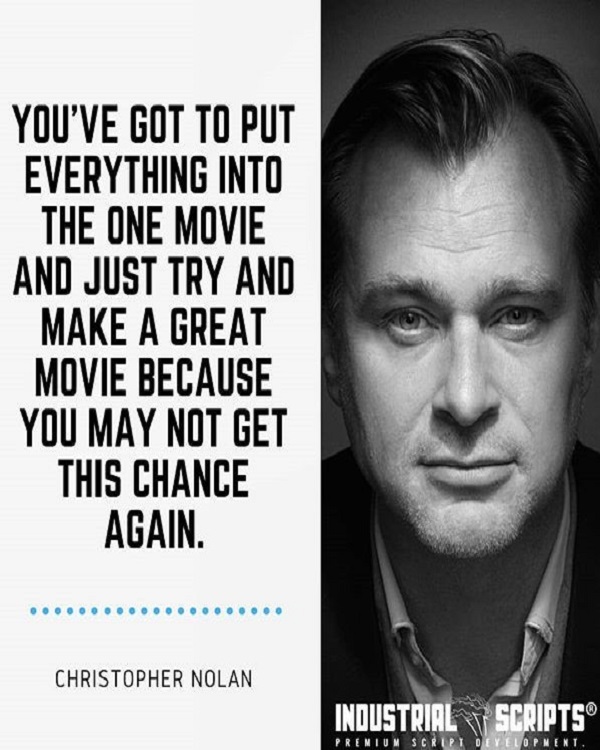 YOU'VE GOT TO PUT
EVERYTHING INTO
THE ONE MOVIE
AND JUST TRY AND
MAKE A GREAT
MOVIE BECAUSE
YOU MAY NOT GET
THIS CHANCE
AGAIN.
CHRISTOPHER NOLAN
INDUSTRIAL SCRIPTS®
PREMIUM SCRIPT DEVELOPMENT.